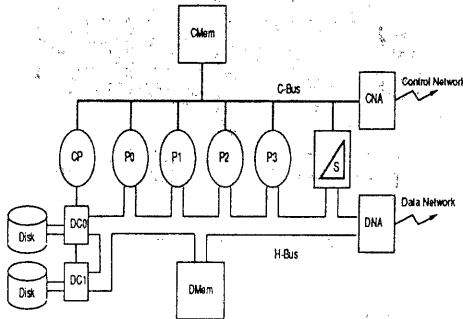 CMem
C-Bus
CNA
Control Network
CP
P0
P1
P2
P3
S
DC0
DNA
Data Network
Disk
H-Bus
DC1
Disk
DMem